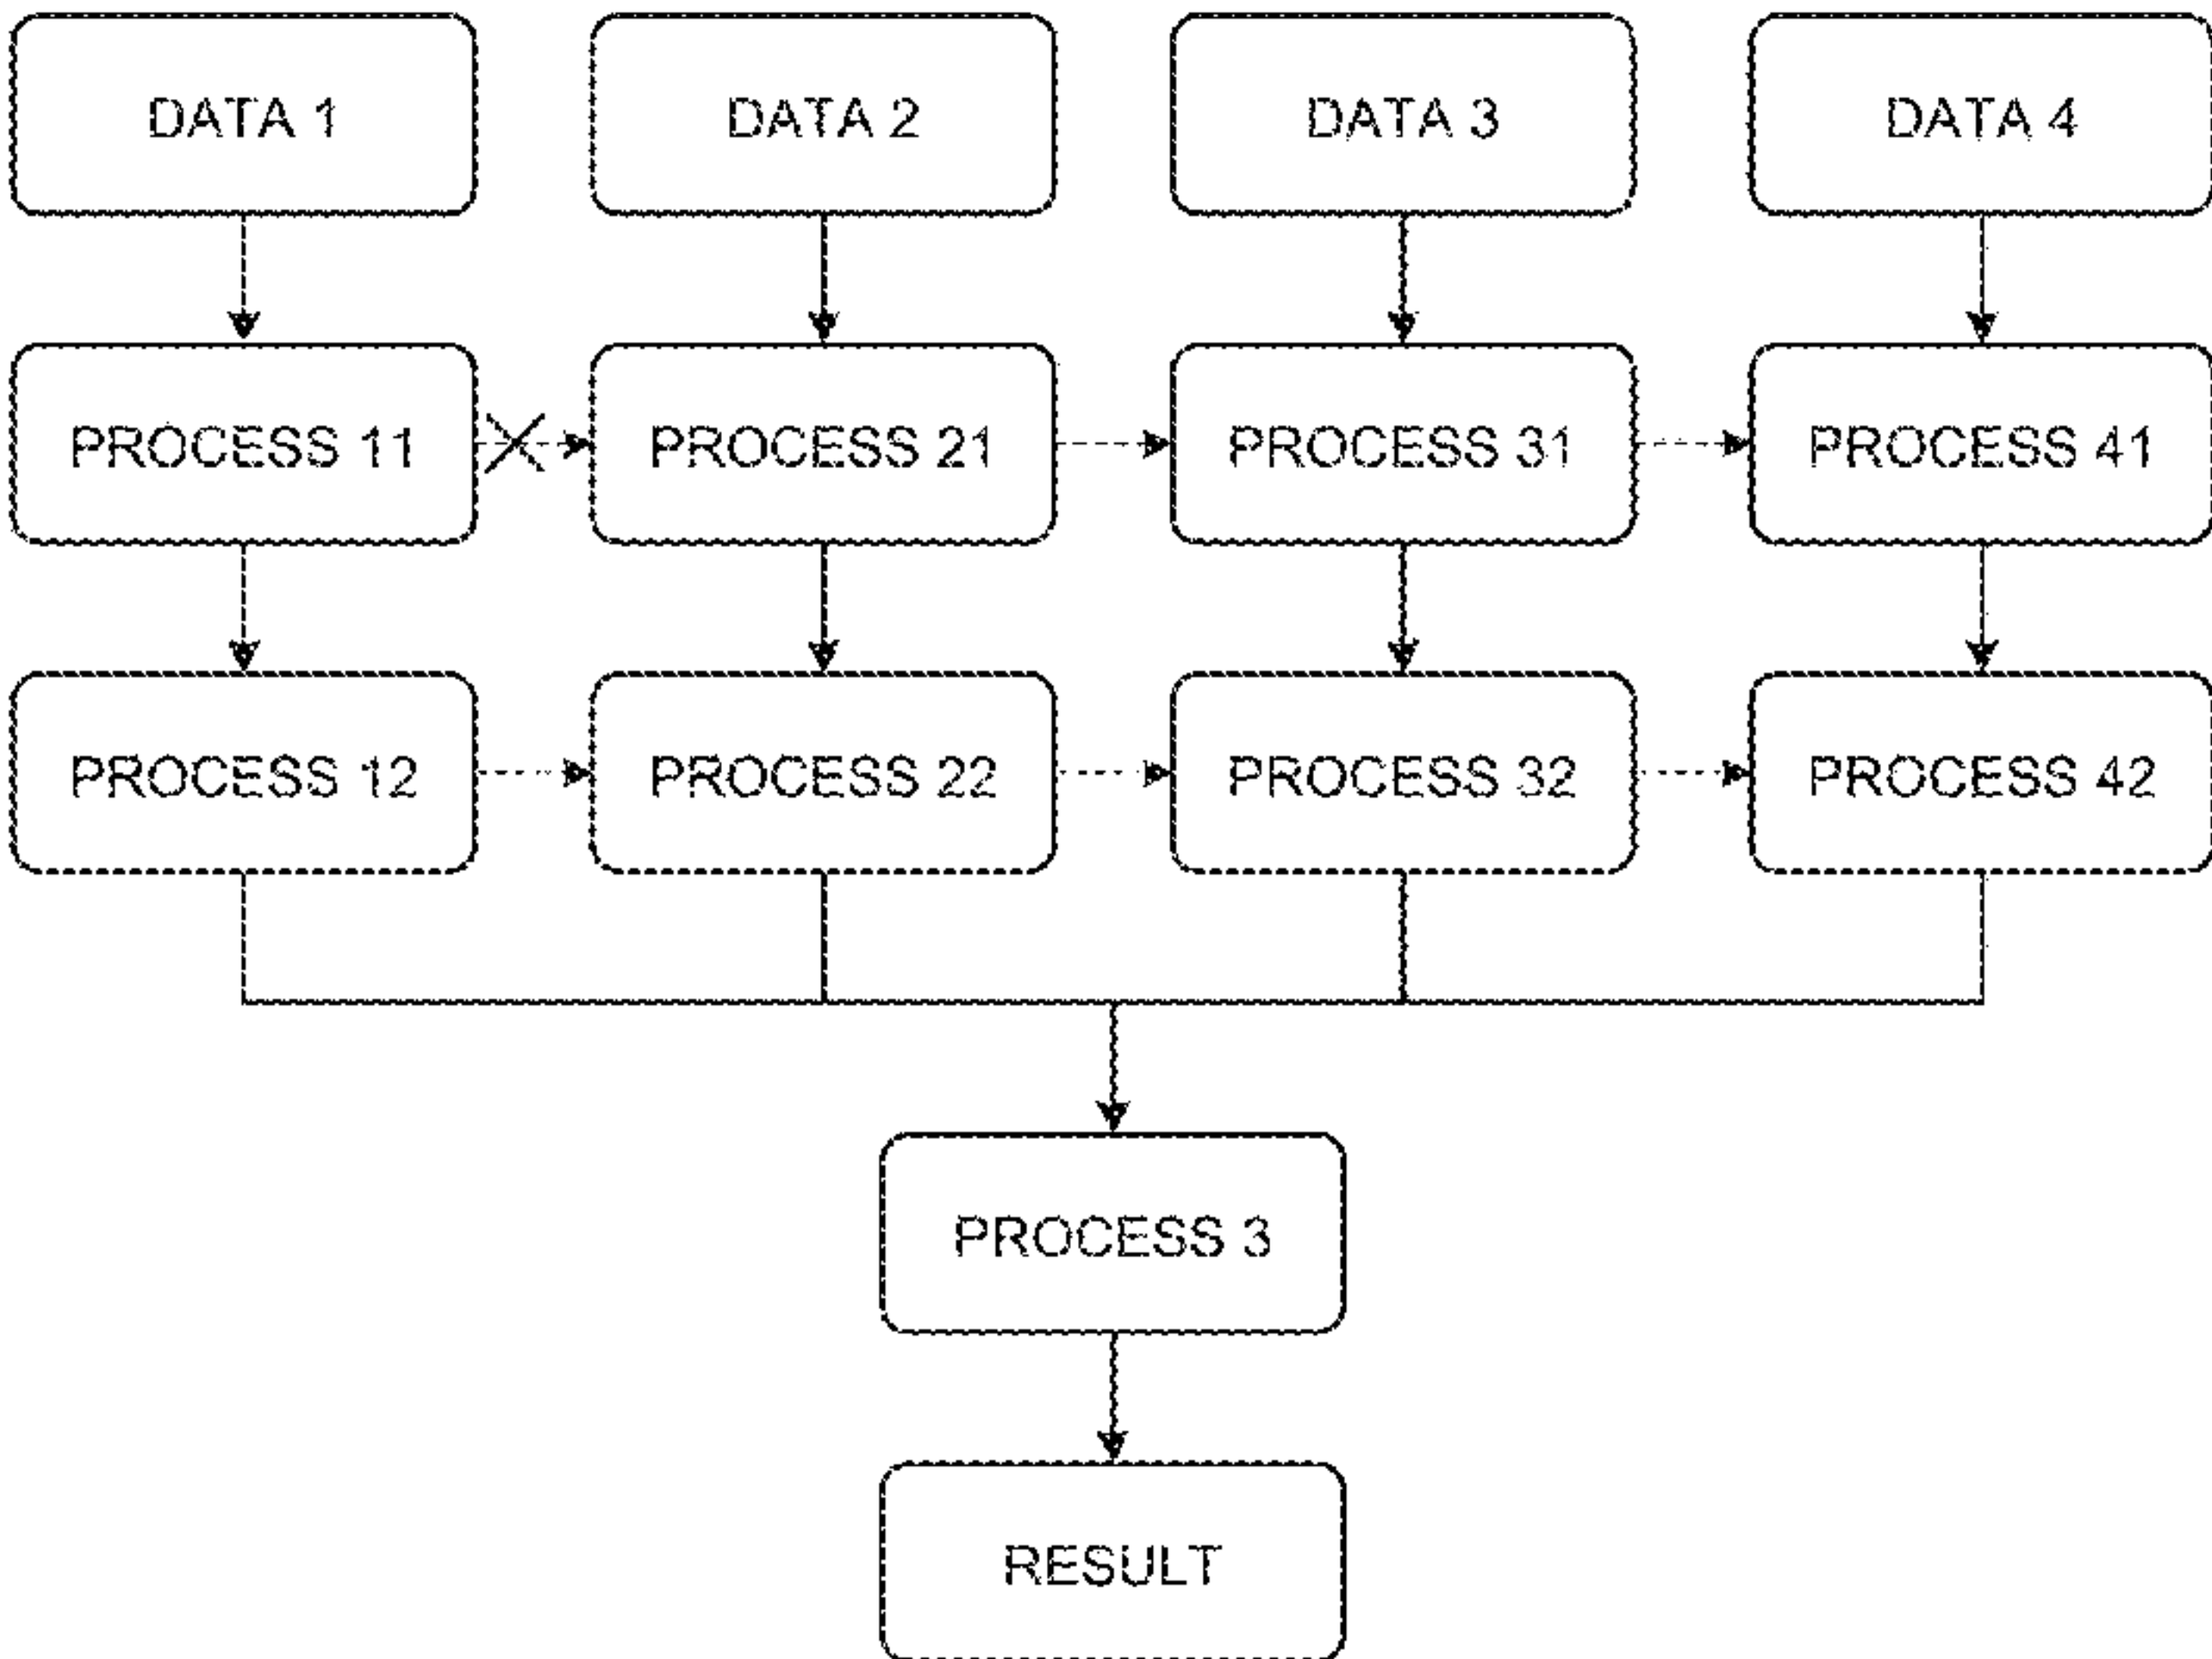 DATA 1
DATA 2
DATA 3
DATA 4
PROCESS 11
PROCESS 21
PROCESS 31
PROCESS 41
PROCESS 12
PROCESS 22
PROCESS 32
PROCESS 42
PROCESS 3
RESULT